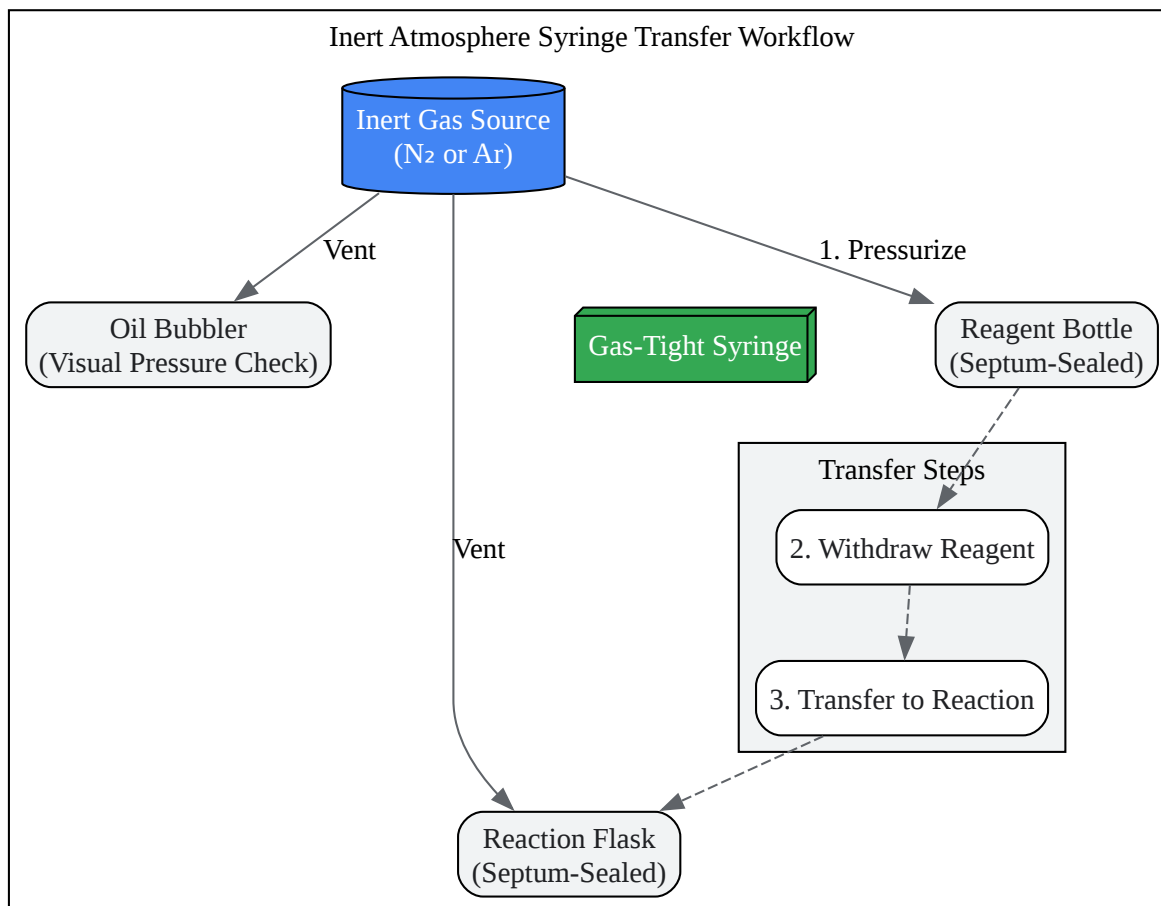 Inert Atmosphere Syringe Transfer Workflow
Inert Gas Source
(N₂ or Ar)
Vent
1. Pressurize
Oil Bubbler
(Visual Pressure Check)
Gas-Tight Syringe
Reagent Bottle
(Septum-Sealed)
Transfer Steps
2. Withdraw Reagent
Vent
3. Transfer to Reaction
Reaction Flask
(Septum-Sealed)